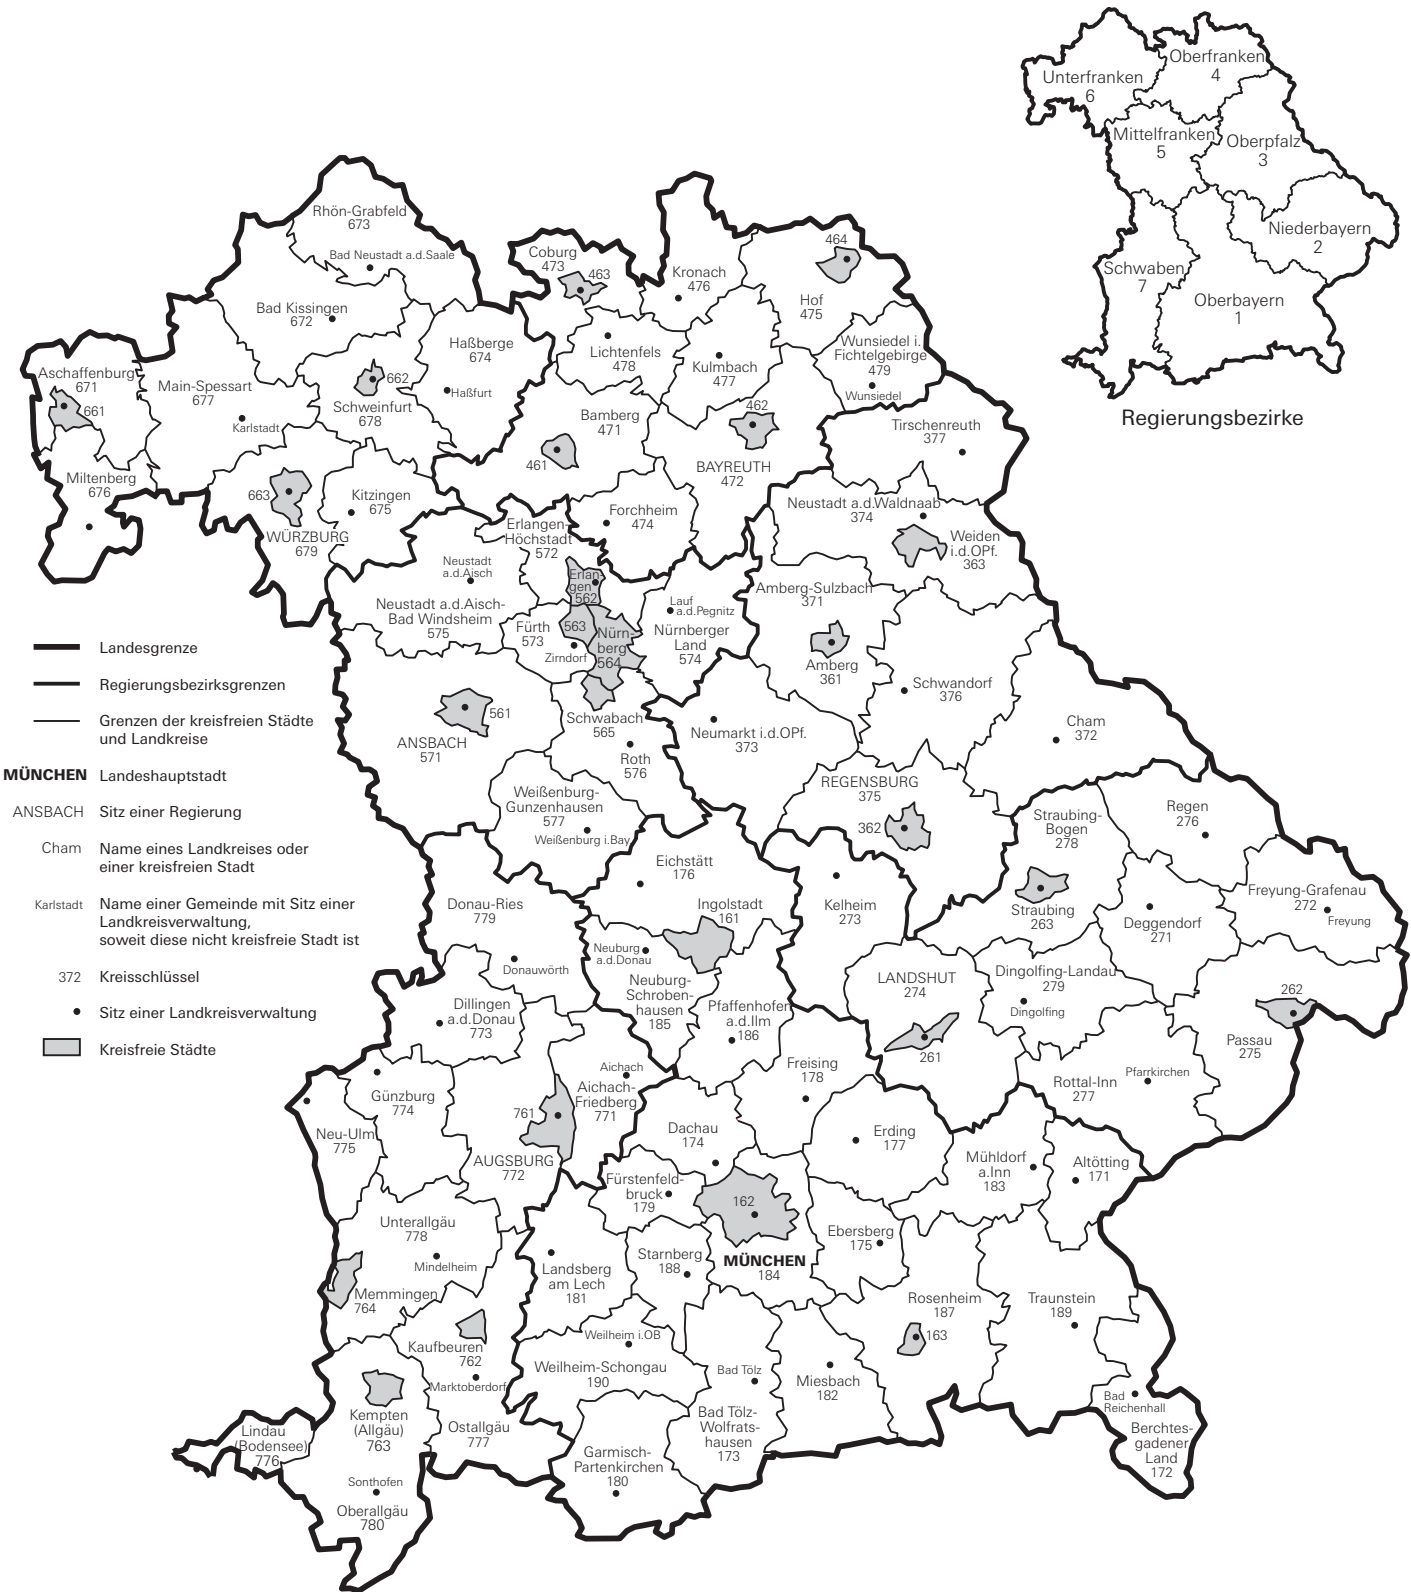 Unterfranken
6
Oberfranken
4
Mittelfranken
5
Oberpfalz
3
Niederbayern
2
Schwaben
7
Oberbayern
1
Regierungsbezirke
Rhön-Grabfeld
673
Bad Neustadt a.d.Saale
Coburg
473
463
Kronach
476
464
Hof
475
Bad Kissingen
672
Haßberge
674
Haßfurt
Lichtenfels
478
Kulmbach
477
Wunsiedel i.
Fichtelgebirge
479
Wunsiedel
Aschaffenburg
671
661
Main-Spessart
677
Karlstadt
662
Schweinfurt
678
Bamberg
471
461
462
BAYREUTH
472
Tirschenreuth
377
Miltenberg
676
663
WÜRZBURG
679
Kitzingen
675
Erlangen-
Höchstadt
572
Forchheim
474
Neustadt a.d.Waldnaab
374
Weiden
i.d.OPf.
363
Neustadt
a.d.Aisch
Neustadt a.d.Aisch-
Bad Windsheim
575
Erlan-
gen
562
Fürth
573
563
Zirndorf
Nürn-
berg
564
Lauf
a.d.Pegnitz
Nürnberger
Land
574
Amberg-Sulzbach
371
Amberg
361
Schwandorf
376
Cham
372
Landesgrenze
Regierungsbezirksgrenzen
Grenzen der kreisfreien Städte
und Landkreise
MÜNCHEN Landeshauptstadt
ANSBACH Sitz einer Regierung
Cham Name eines Landkreises oder
einer kreisfreien Stadt
Karlstadt Name einer Gemeinde mit Sitz einer
Landkreisverwaltung,
soweit diese nicht kreisfreie Stadt ist
372 Kreisschlüssel
Sitz einer Landkreisverwaltung
Kreisfreie Städte
561
ANSBACH
571
Schwabach
565
Roth
576
Neumarkt i.d.OPf.
373
Weißenburg-
Gunzenhausen
577
Weißenburg i.Bay.
REGENSBURG
375
362
Straubing-
Bogen
278
Regen
276
Eichstätt
176
Ingolstadt
161
Kelheim
273
Straubing
263
Deggendorf
271
Freyung-Grafenau
272
Freyung
Donau-Ries
779
Donauwörth
Neuburg
a.d.Donau
Neuburg-
Schroben-
hausen
185
LANDSHUT
274
261
Dingolfing-Landau
279
Dingolfing
262
Passau
275
Dillingen
a.d.Donau
773
Pfaffenhofen
a.d.Ilm
186
Freising
178
Rottal-Inn
277
Pfarrkirchen
Günzburg
774
Neu-Ulm
775
761
AUGSBURG
772
Aichach
Aichach-
Friedberg
771
Dachau
174
Erding
177
Mühldorf
a.Inn
183
Altötting
171
Fürstenfeld-
bruck
179
162
MÜNCHEN
184
Ebersberg
175
Unterallgäu
778
Mindelheim
Memmingen
764
Landsberg
am Lech
181
Starnberg
188
Rosenheim
187
163
Traunstein
189
Kaufbeuren
762
Marktoberdorf
Weilheim i.OB
Weilheim-Schongau
190
Bad Tölz
Bad Tölz-
Wolfrats-
hausen
173
Miesbach
182
Bad
Reichenhall
Berchtes-
gadener
Land
172
Kempten
(Allgäu)
763
Ostallgäu
777
Lindau
(Bodensee)
776
Sonthofen
Oberallgäu
780
Garmisch-
Partenkirchen
180